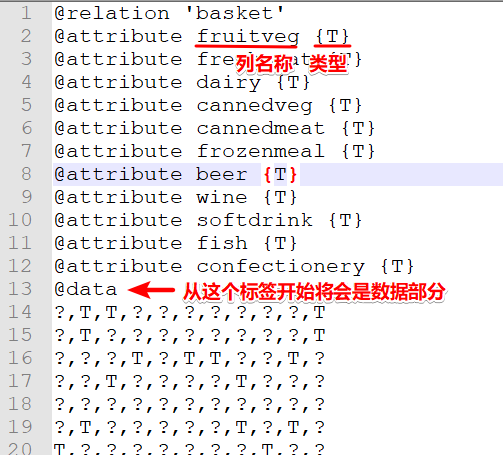 1 @relation 'basket'
2 @attribute fruitveg {T}
3 @attribute T}
列名称 类型
4 @attribute dairy {T}
5 @attribute cannedveg {T}
6 @attribute cannedmeat {T}
7 @attribute frozenmeal {T}
8 @attribute beer {T}
9 @attribute wine {T}
10 @attribute softdrink {T}
11 @attribute fish {T}
12 @attribute confectionery {T}
13 @data 从这个标签开始将会是数据部分
14 ?,T,T,?,?,?,?,?,?,?,T
15 ?,T,?,?,?,?,?,?,?,?,T
16 ?,?,?,T,?,T,T,?,?,T,?
17 ?,?,T,?,?,?,?,T,?,?,?
18 ?,?,?,?,?,?,?,?,?,?,?
19 ?,T,?,?,?,?,?,T,?,T,?
20 T,?,?,?,?,?,?,?,T,?,?